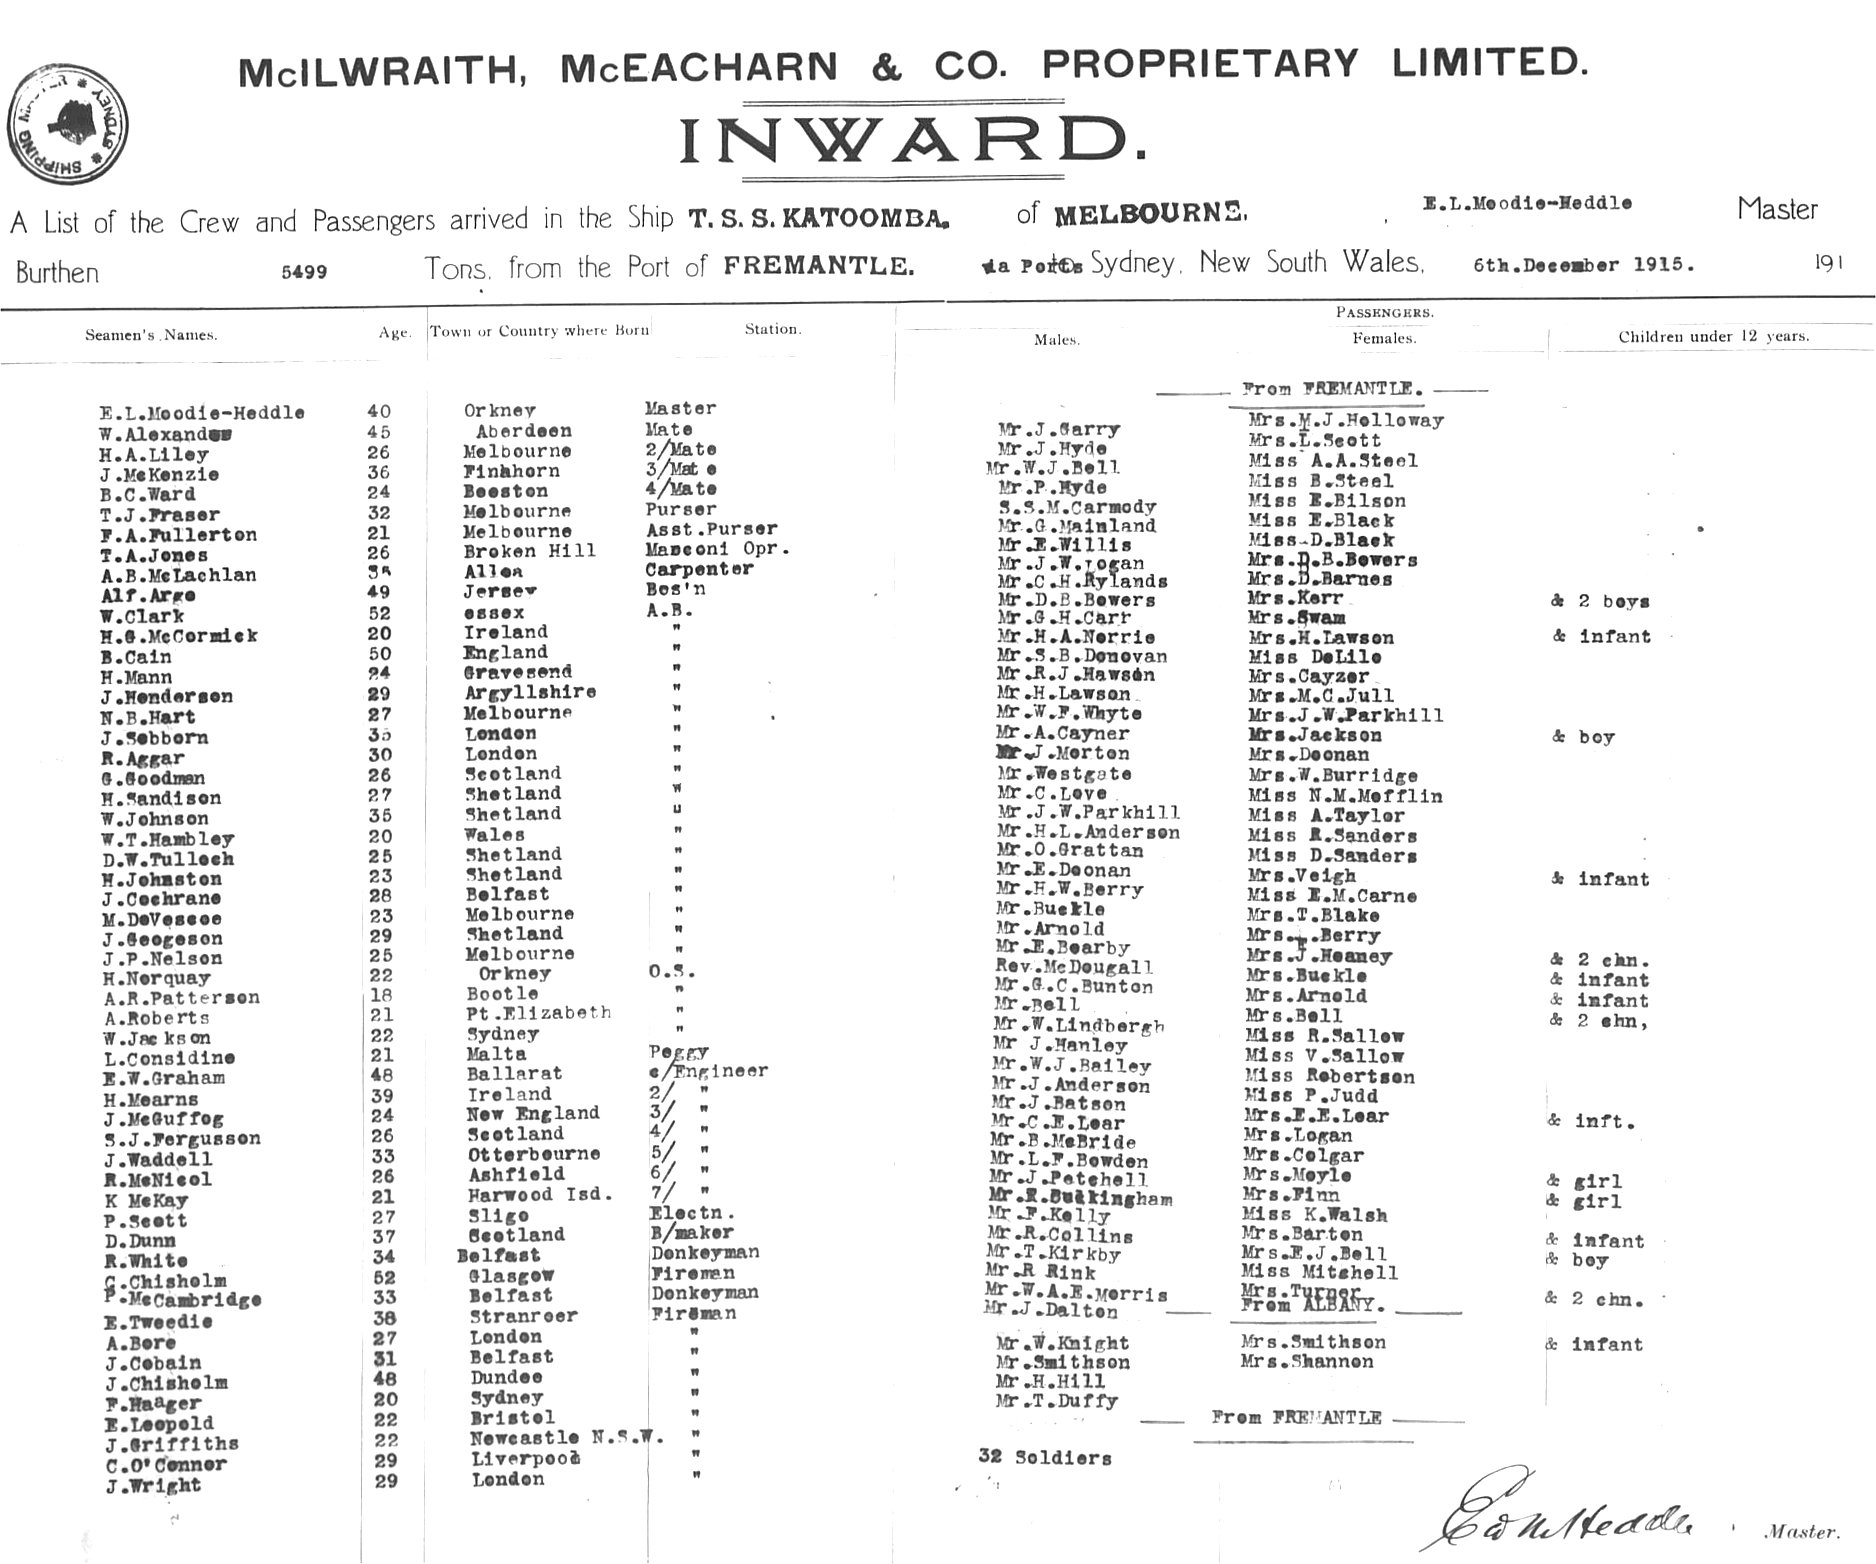 McILWRAITH, McEACHARN & CO. PROPRIETARY LIMITED.
SHIPPING MASTER * SYDNEY *
INWARD.
A List of the Crew and Passengers arrived in the Ship T.S.S.KATOOMBA. of MELBOURNE. , E.L.Moodie-Heddle Master
Burthen 5499 Tons, from the Port of FREMANTLE. via Ports Sydney, New South Wales, 6th.December 1915. 191
Seamen's Names. Age. Town or Country where Born Station.
PASSENGERS.
Males. Females. Children under 12 years.
E.L.Moodie-Heddle 40 Orkney Master
W.Alexander 45 Aberdeen Mate
H.A.Liley 26 Melbourne 2/Mate
J.McKenzie 36 Finkhorn 3/Mate
B.C.Ward 24 Beeston 4/Mate
T.J.Fraser 32 Melbourne Purser
F.A.Fullerton 21 Melbourne Asst.Purser
T.A.Jones 26 Broken Hill Marconi Opr.
A.B.McLachlan Alloa Carpenter
Alf.Argo 49 Jersey Bos'n
W.Clark 52 essex A.B.
H.G.McCormick 20 Ireland "
B.Cain 50 England "
H.Mann 24 Gravesend "
J.Henderson 29 Argyllshire "
N.B.Hart 27 Melbourne "
J.Sebborn 35 London "
R.Aggar 30 London "
G.Goodman 26 Scotland "
H.Sandison 27 Shetland "
W.Johnson 35 Shetland "
W.T.Hambley 20 Wales "
D.W.Tulloch 25 Shetland "
H.Johnston 23 Shetland "
J.Cochrane 28 Belfast "
M.DeVescoe 23 Melbourne "
J.Geogeson 29 Shetland "
J.P.Nelson 25 Melbourne "
H.Norquay 22 Orkney O.S.
A.R.Patterson 18 Bootle "
A.Roberts 21 Pt.Elizabeth "
W.Jackson 22 Sydney "
L.Considine 21 Malta Peggy
E.W.Graham 48 Ballarat c/Engineer
H.Mearns 39 Ireland 2/ "
J.McGuffog 24 New England 3/ "
S.J.Fergusson 26 Scotland 4/ "
J.Waddell 33 Otterbourne 5/ "
R.McNicol 26 Ashfield 6/ "
K McKay 21 Harwood Isd. 7/ "
P.Scott 27 Sligo Electn.
D.Dunn 37 Scotland B/maker
R.White 34 Belfast Donkeyman
C.Chisholm 52 Glasgow Fireman
P.McCambridge 33 Belfast Donkeyman
E.Tweedie 38 Stranroer Fireman
A.Bore 27 London "
J.Cobain 31 Belfast "
J.Chisholm 48 Dundee "
F.Haager 20 Sydney "
E.Leopold 22 Bristol "
J.Griffiths 22 Newcastle N.S.W. "
C.O'Connor 29 Liverpool "
J.Wright 29 London "
From FREMANTLE.
Mrs.M.J.Holloway
Mr.J.Garry Mrs.L.Scott
Mr.J.Hyde Miss A.A.Steel
Mr.W.J.Bell Miss B.Steel
Mr.P.Hyde Miss E.Bilson
S.S.M.Carmody Miss E.Black
Mr.G.Mainland Miss.D.Black
Mr.E.Willis Mrs.D.B.Bowers
Mr.J.W.Logan Mrs.D.Barnes
Mr.C.H.Rylands Mrs.Kerr & 2 boys
Mr.D.B.Bowers Mrs.Swam
Mr.G.H.Carr Mrs.H.Lawson & infant
Mr.H.A.Norrie Miss DeLile
Mr.S.B.Donovan Mrs.Cayzer
Mr.R.J.Hawson Mrs.M.C.Jull
Mr.H.Lawson Mrs.J.W.Parkhill
Mr.W.F.Whyte Mrs.Jackson & boy
Mr.A.Cayner Mrs.Doonan
Mr.J.Morton Mrs.W.Burridge
Mr.Westgate Miss N.M.Mofflin
Mr.C.Love Miss A.Taylor
Mr.J.W.Parkhill Miss R.Sanders
Mr.H.L.Anderson Miss D.Sanders
Mr.O.Grattan Mrs.Veigh & infant
Mr.E.Doonan Miss E.M.Carne
Mr.H.W.Berry Mrs.T.Blake
Mr.Buckle Mrs. .Berry
Mr.Arnold Mrs.J.Heaney & 2 chn.
Mr.E.Bearby Mrs.Buckle & infant
Rev.McDougall Mrs.Arnold & infant
Mr.G.C.Bunton Mrs.Bell & 2 chn,
Mr.Bell Miss R.Sallow
Mr.W.Lindbergh Miss V.Sallow
Mr J.Hanley Miss Robertson
Mr.W.J.Bailey Miss P.Judd
Mr.J.Anderson Mrs.E.E.Lear & inft.
Mr.J.Batson Mrs.Logan
Mr.C.E.Lear Mrs.Colgar
Mr.B.McBride Mrs.Moyle & girl
Mr.L.F.Bowden Mrs.Finn & girl
Mr.J.Petchell Miss K.Walsh
Mr.R.Buckingham Mrs.Barton & infant
Mr.F.Kelly Mrs.E.J.Bell & boy
Mr.R.Collins Miss Mitchell
Mr.T.Kirkby Mrs.Turner & 2 chn.
Mr.R Rink
Mr.W.A.E.Morris
Mr.J.Dalton
From ALBANY.
Mr.W.Knight Mrs.Smithson & infant
Mr.Smithson Mrs.Shannon
Mr.H.Hill
Mr.T.Duffy
From FREMANTLE
32 Soldiers
Master.